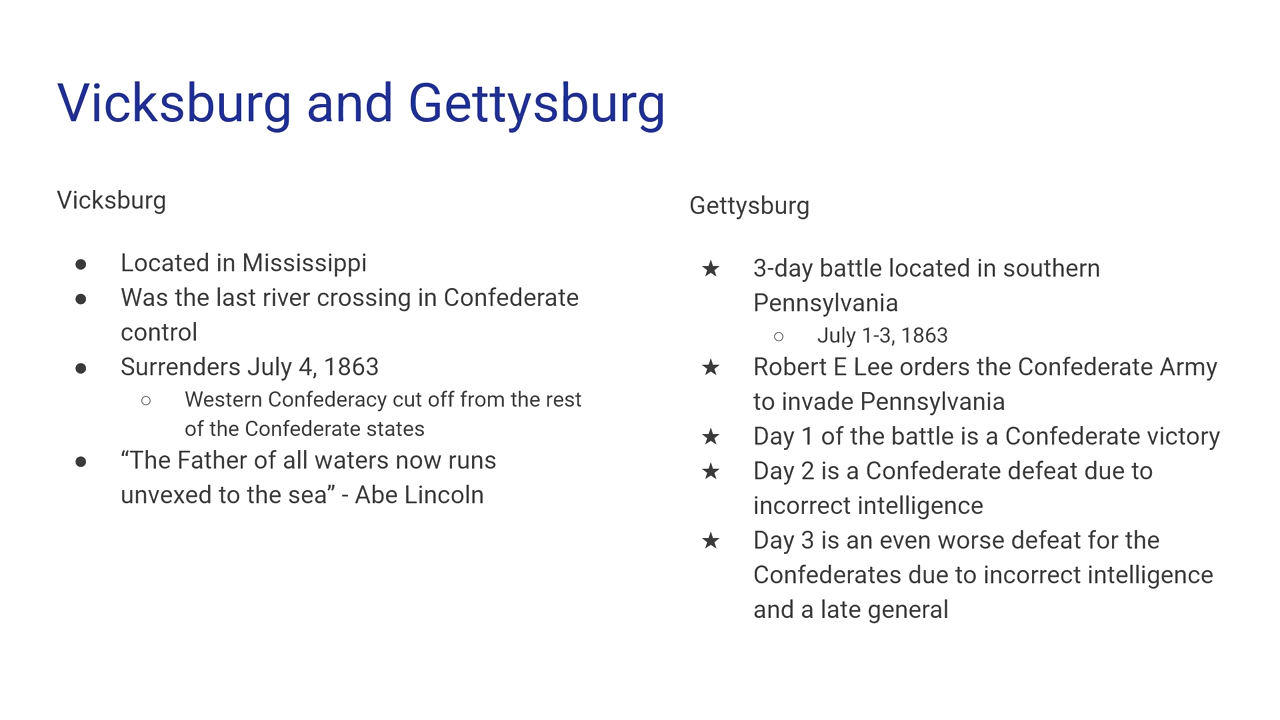 Vicksburg and Gettysburg
Vicksburg
● Located in Mississippi
● Was the last river crossing in Confederate
control
● Surrenders July 4, 1863
○ Western Confederacy cut off from the rest
of the Confederate states
● “The Father of all waters now runs
unvexed to the sea” - Abe Lincoln
Gettysburg
★ 3-day battle located in southern
Pennsylvania
○ July 1-3, 1863
★ Robert E Lee orders the Confederate Army
to invade Pennsylvania
★ Day 1 of the battle is a Confederate victory
★ Day 2 is a Confederate defeat due to
incorrect intelligence
★ Day 3 is an even worse defeat for the
Confederates due to incorrect intelligence
and a late general